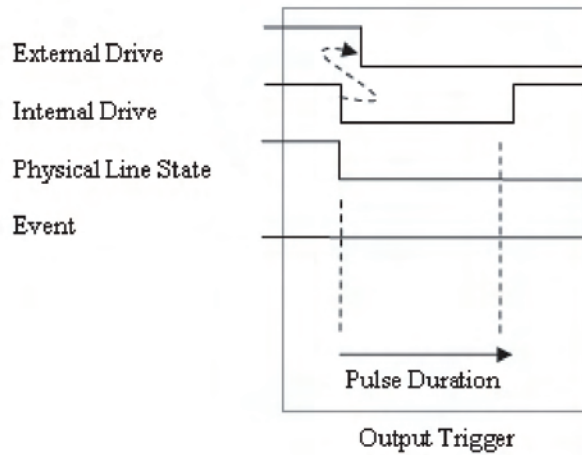 External Drive
Internal Drive
Physical Line State
Event
Pulse Duration
Output Trigger